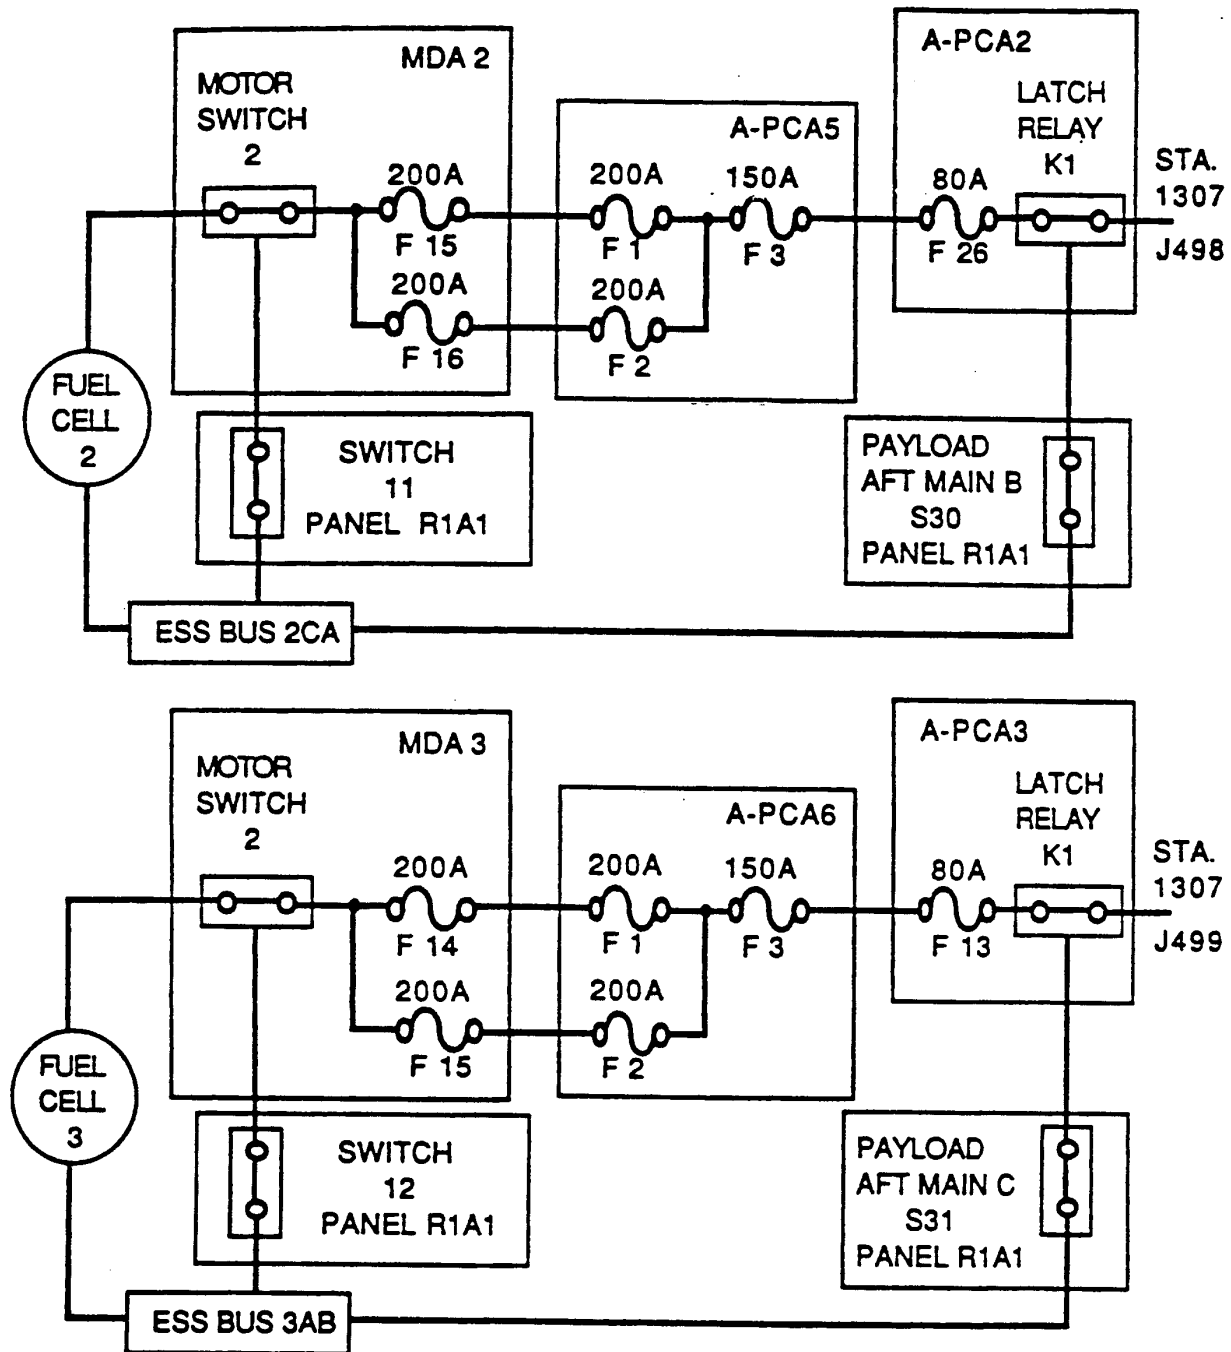 MDA 2
MOTOR
SWITCH
2
200A
F 15
200A
F 16
A-PCA5
200A
F 1
150A
F 3
200A
F 2
A-PCA2
LATCH
RELAY
K1
80A
F 26
STA.
1307
J498
FUEL
CELL
2
SWITCH
11
PANEL R1A1
PAYLOAD
AFT MAIN B
S30
PANEL R1A1
ESS BUS 2CA
MDA 3
MOTOR
SWITCH
2
200A
F 14
200A
F 15
A-PCA6
200A
F 1
150A
F 3
200A
F 2
A-PCA3
LATCH
RELAY
K1
80A
F 13
STA.
1307
J499
FUEL
CELL
3
SWITCH
12
PANEL R1A1
PAYLOAD
AFT MAIN C
S31
PANEL R1A1
ESS BUS 3AB